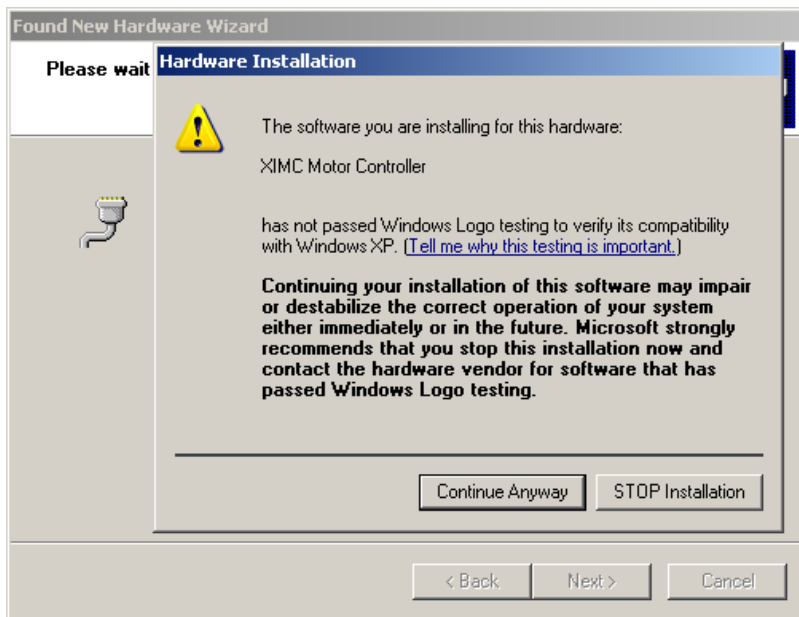 Found New Hardware Wizard
Please wait
Hardware Installation
The software you are installing for this hardware:
XIMC Motor Controller
has not passed Windows Logo testing to verify its compatibility
with Windows XP. (Tell me why this testing is important.)
Continuing your installation of this software may impair
or destabilize the correct operation of your system
either immediately or in the future. Microsoft strongly
recommends that you stop this installation now and
contact the hardware vendor for software that has
passed Windows Logo testing.
Continue Anyway
STOP Installation
< Back
Next >
Cancel